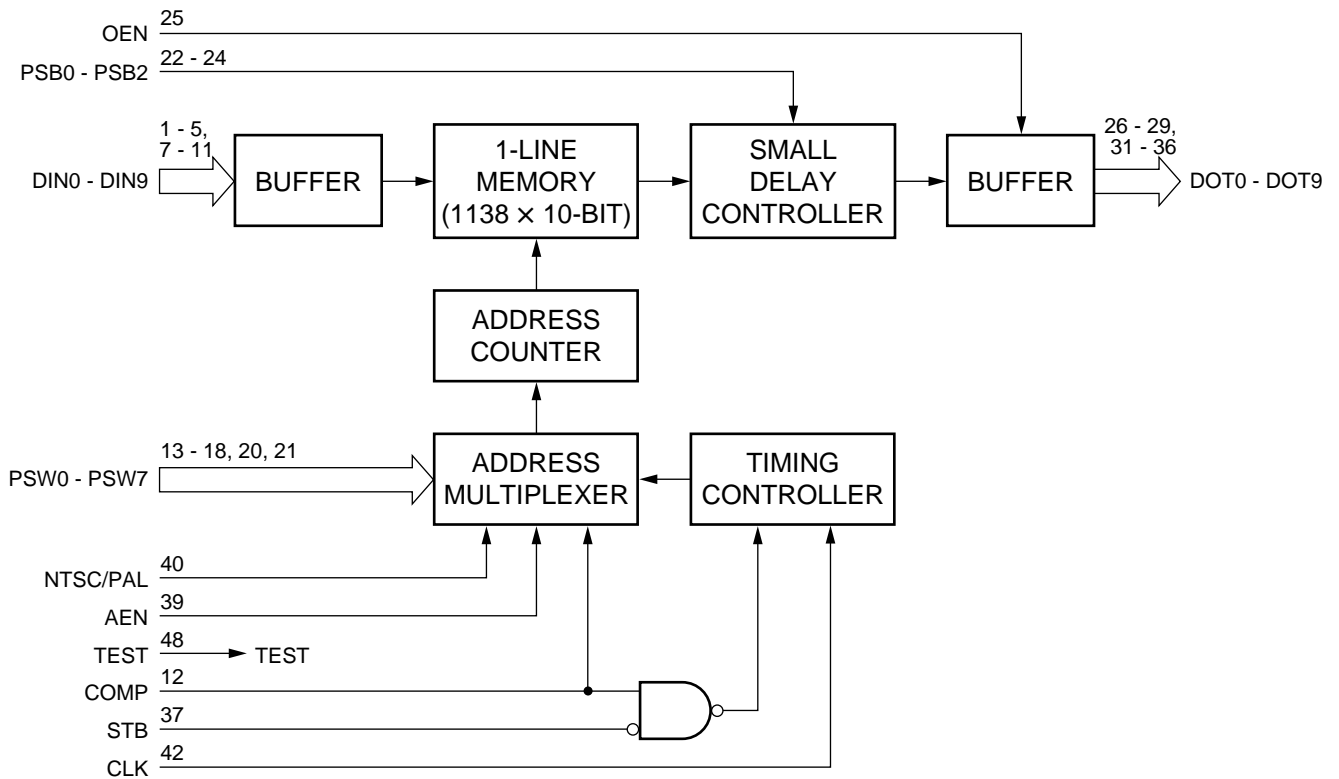 25
OEN
22 - 24
PSB0 - PSB2
1 - 5,
7 - 11
DIN0 - DIN9
BUFFER
1-LINE
MEMORY
(1138 × 10-BIT)
SMALL
DELAY
CONTROLLER
BUFFER
26 - 29,
31 - 36
DOT0 - DOT9
ADDRESS
COUNTER
13 - 18, 20, 21
PSW0 - PSW7
ADDRESS
MULTIPLEXER
TIMING
CONTROLLER
40
NTSC/PAL
39
AEN
48
TEST
TEST
12
COMP
37
STB
42
CLK